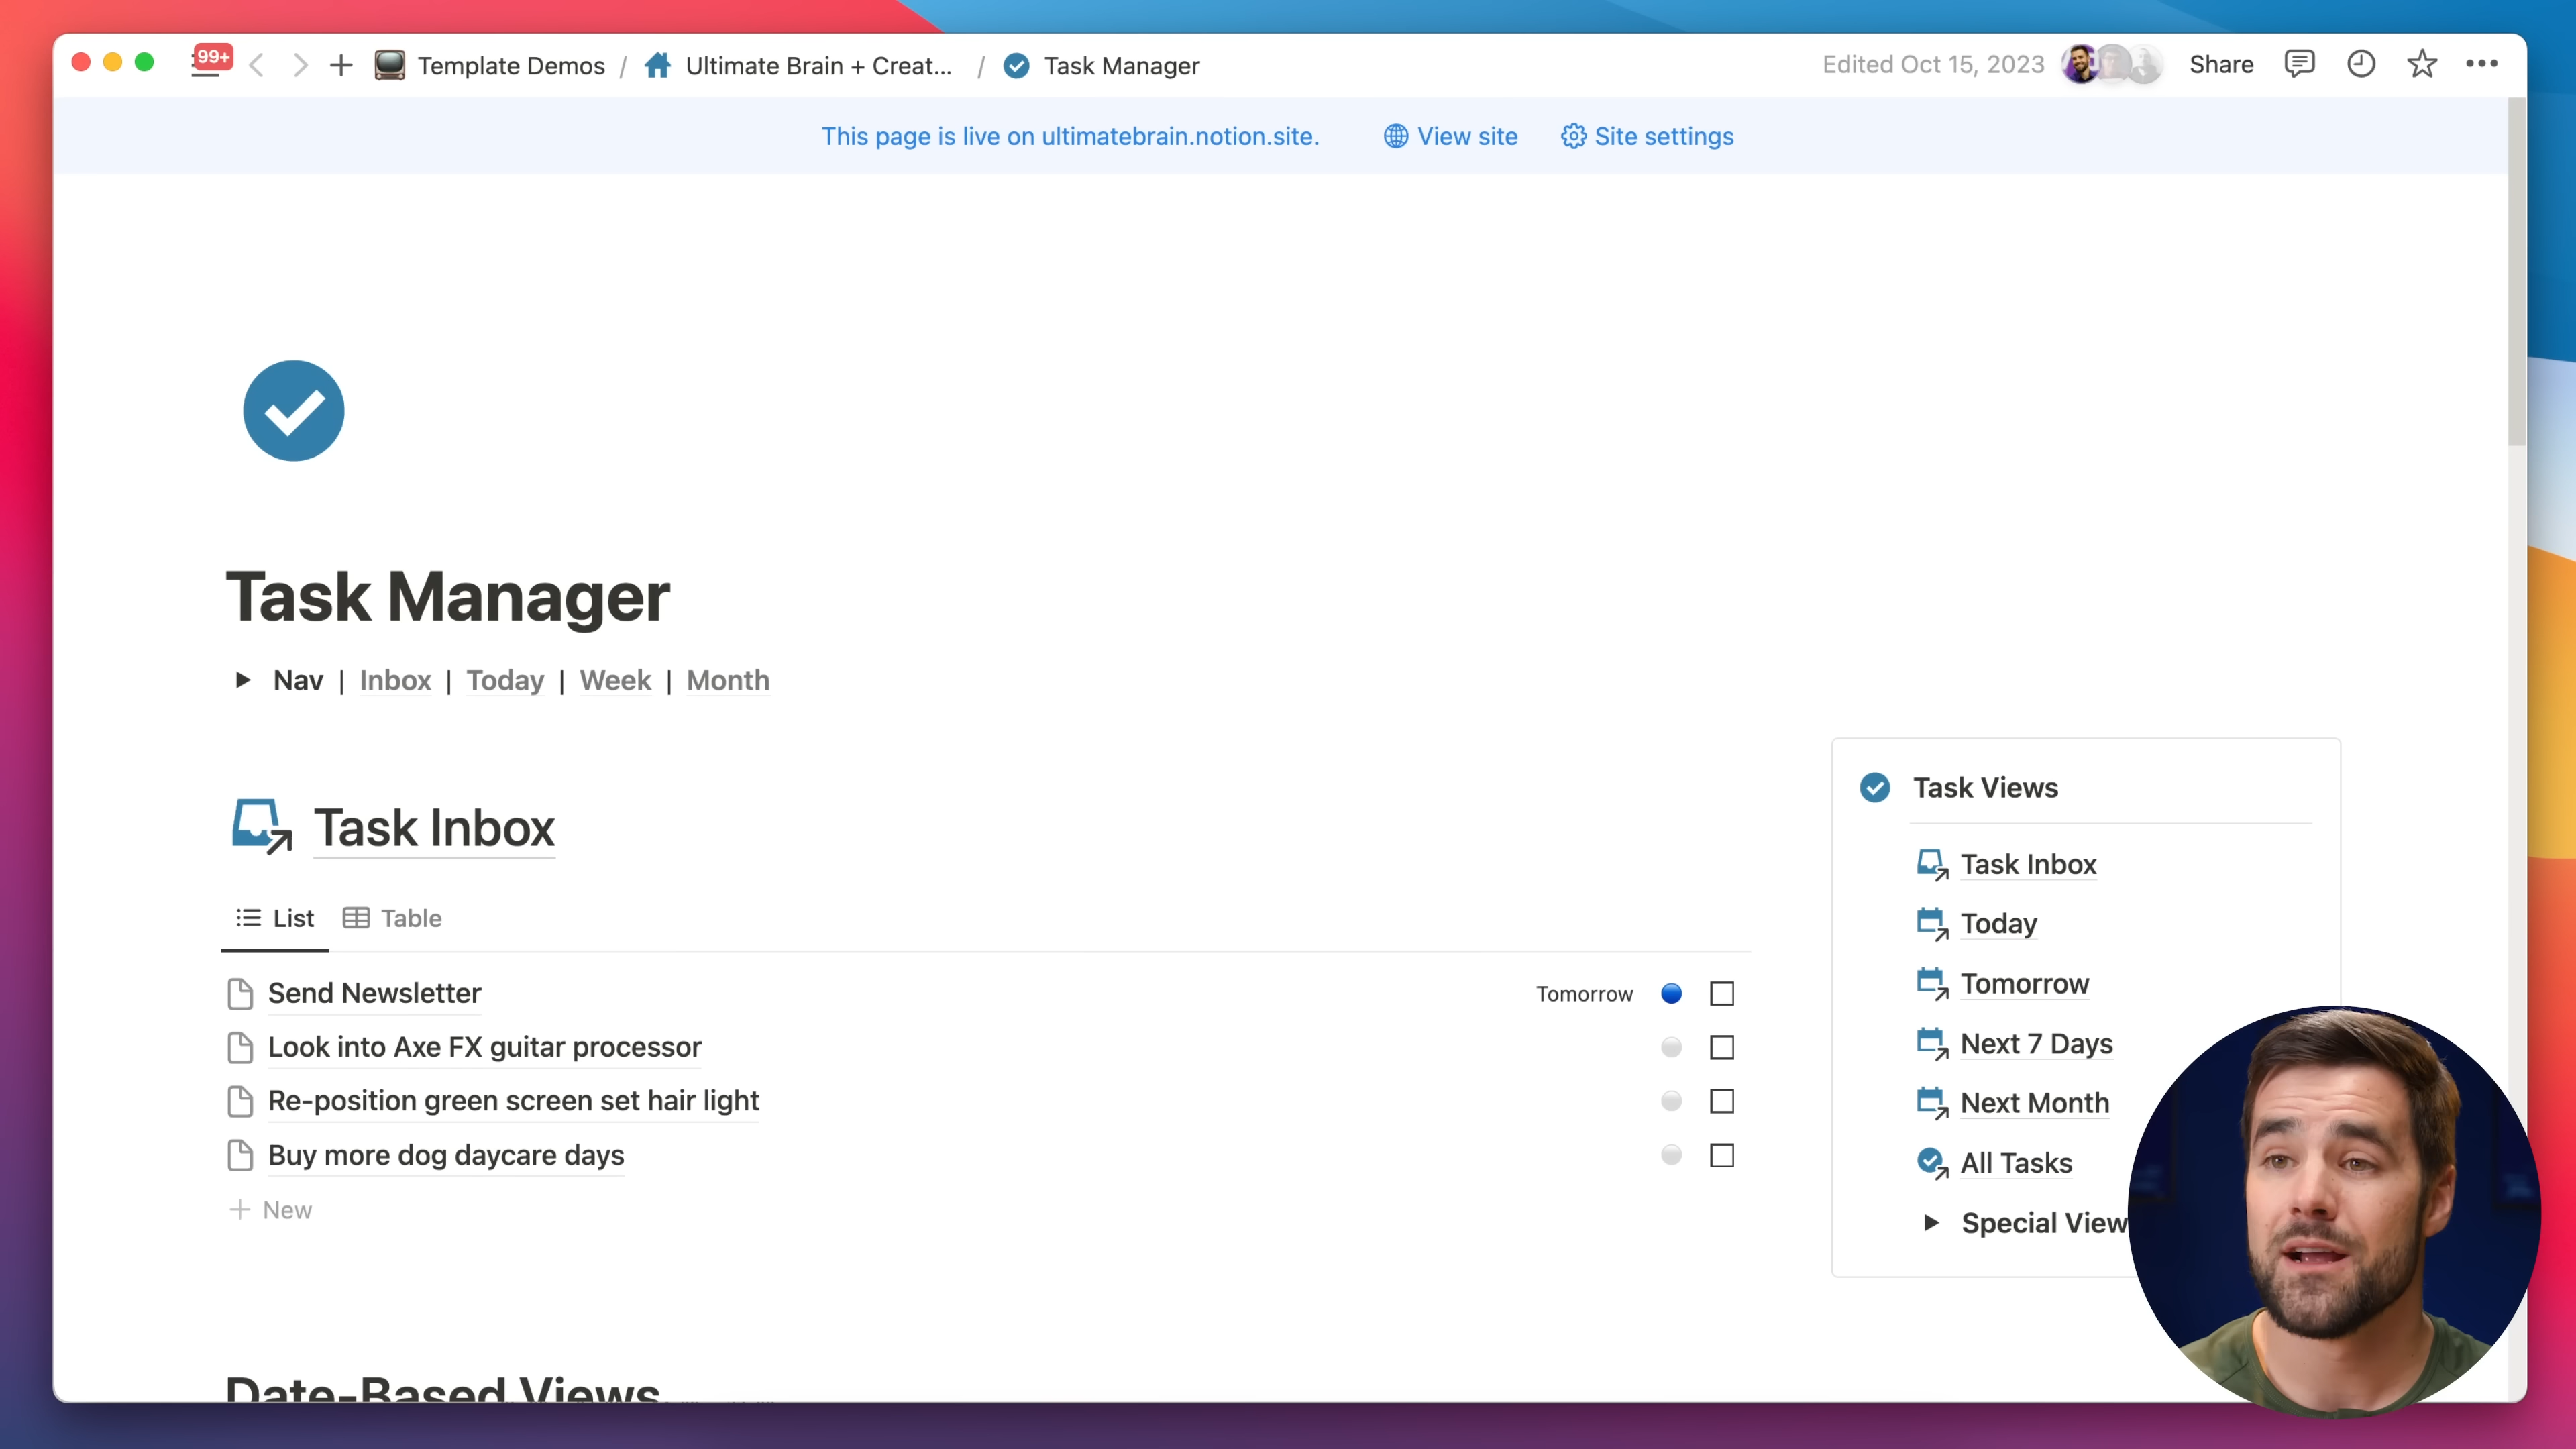 99+
Template Demos / Ultimate Brain + Creat... / Task Manager
Edited Oct 15, 2023
Share
This page is live on ultimatebrain.notion.site.
View site
Site settings
Task Manager
Nav | Inbox | Today | Week | Month
Task Inbox
List
Table
Send Newsletter
Tomorrow
Look into Axe FX guitar processor
Re-position green screen set hair light
Buy more dog daycare days
New
Task Views
Task Inbox
Today
Tomorrow
Next 7 Days
Next Month
All Tasks
Special View
Date-Based Views